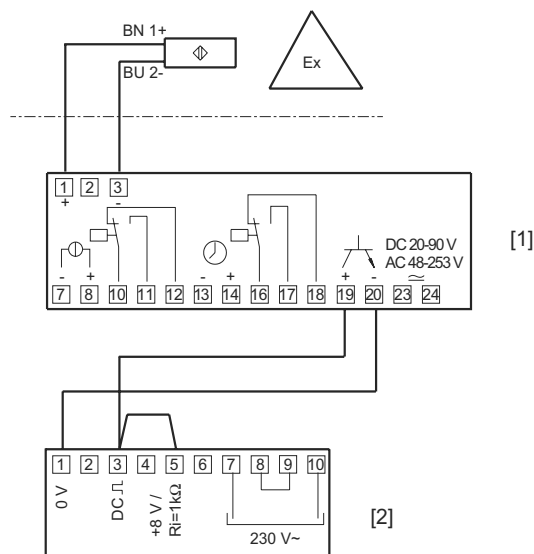 BN 1+
BU 2-
Ex
1 2 3
+ -
[1]
DC 20-90 V
AC 48-253 V
- + - + + - ≂
7 8 10 11 12 13 14 16 17 18 19 20 23 24
1 2 3 4 5 6 7 8 9 10
0 V
DC ⎍
+8 V /
Ri=1kΩ
230 V~
[2]